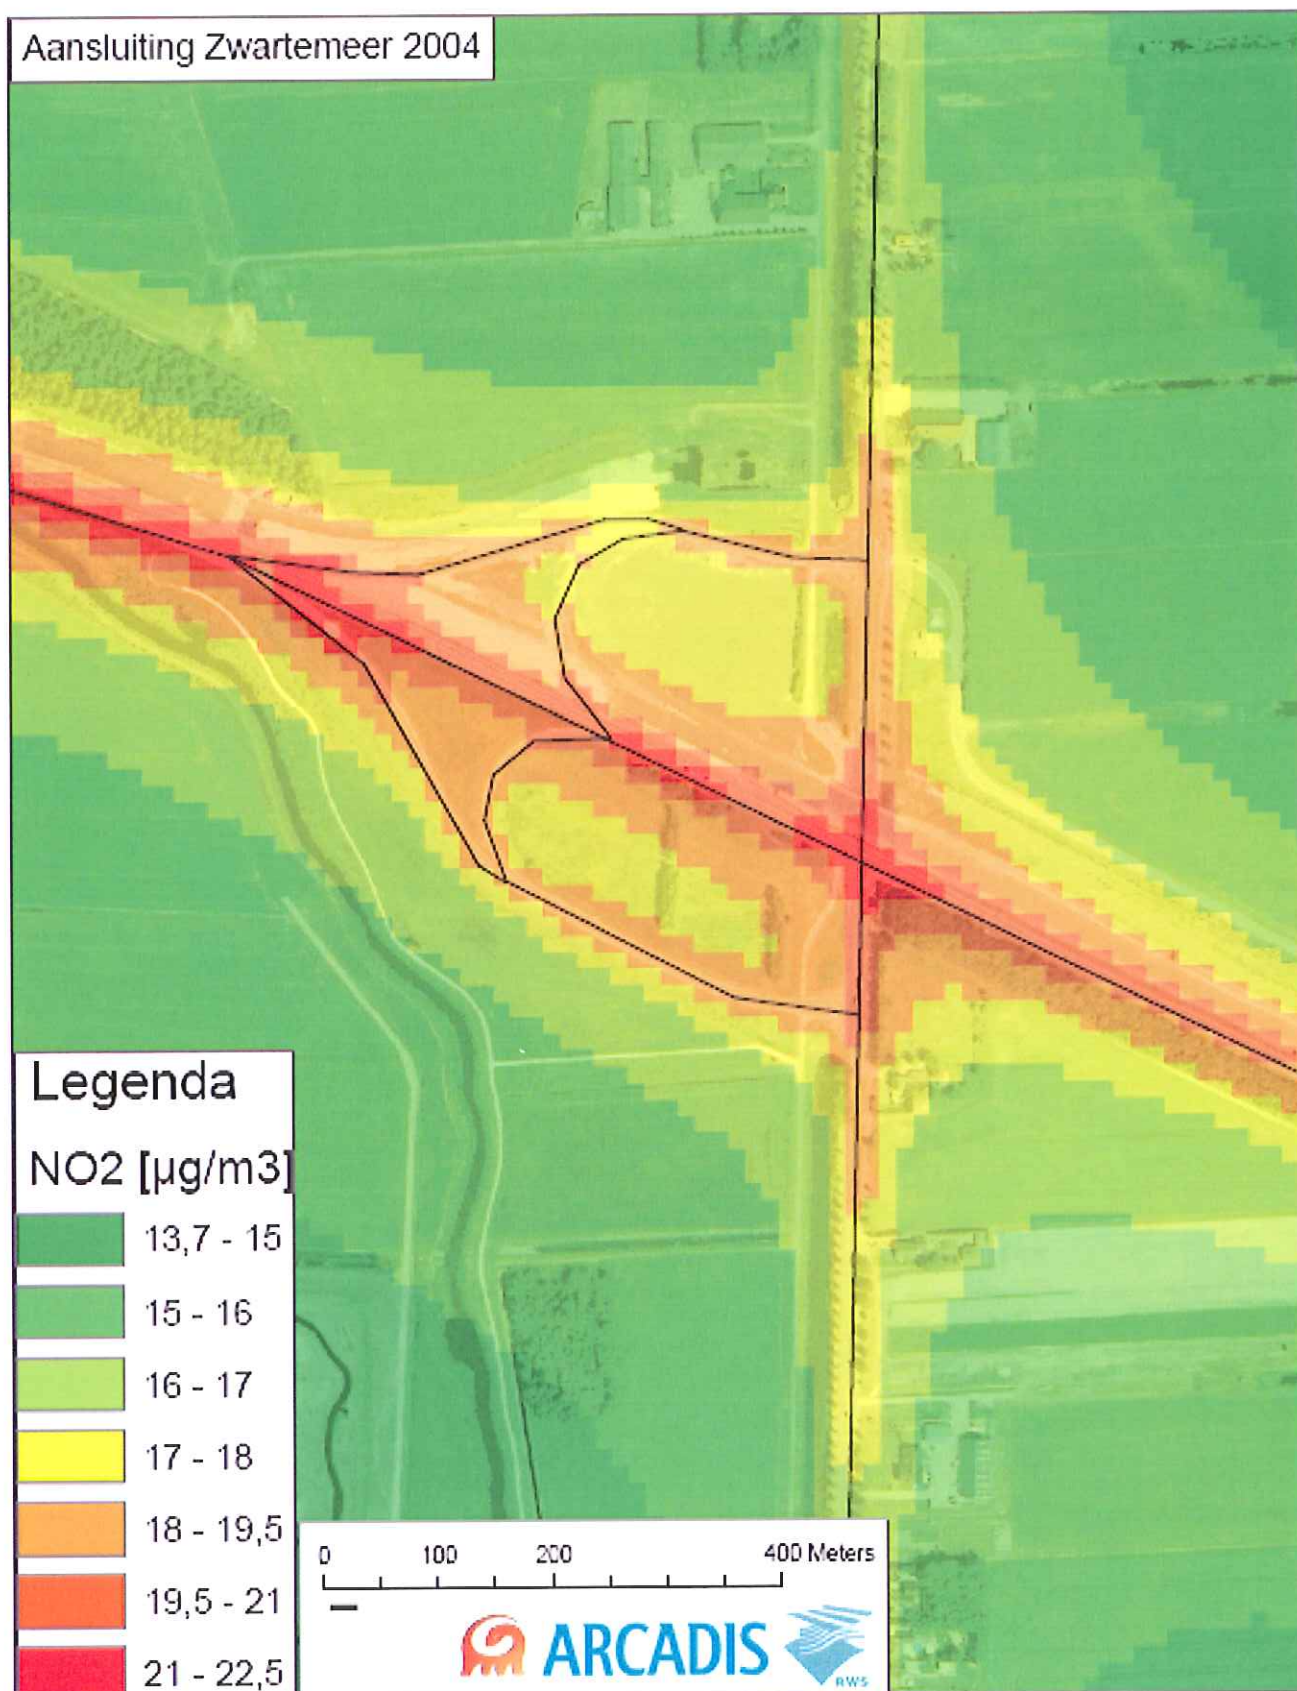 Aansluiting Zwartemeer 2004
Legenda
NO2 [µg/m3]
13,7 - 15
15 - 16
16 - 17
17 - 18
18 - 19,5
19,5 - 21
21 - 22,5
0 100 200 400 Meters
ARCADIS
RWS